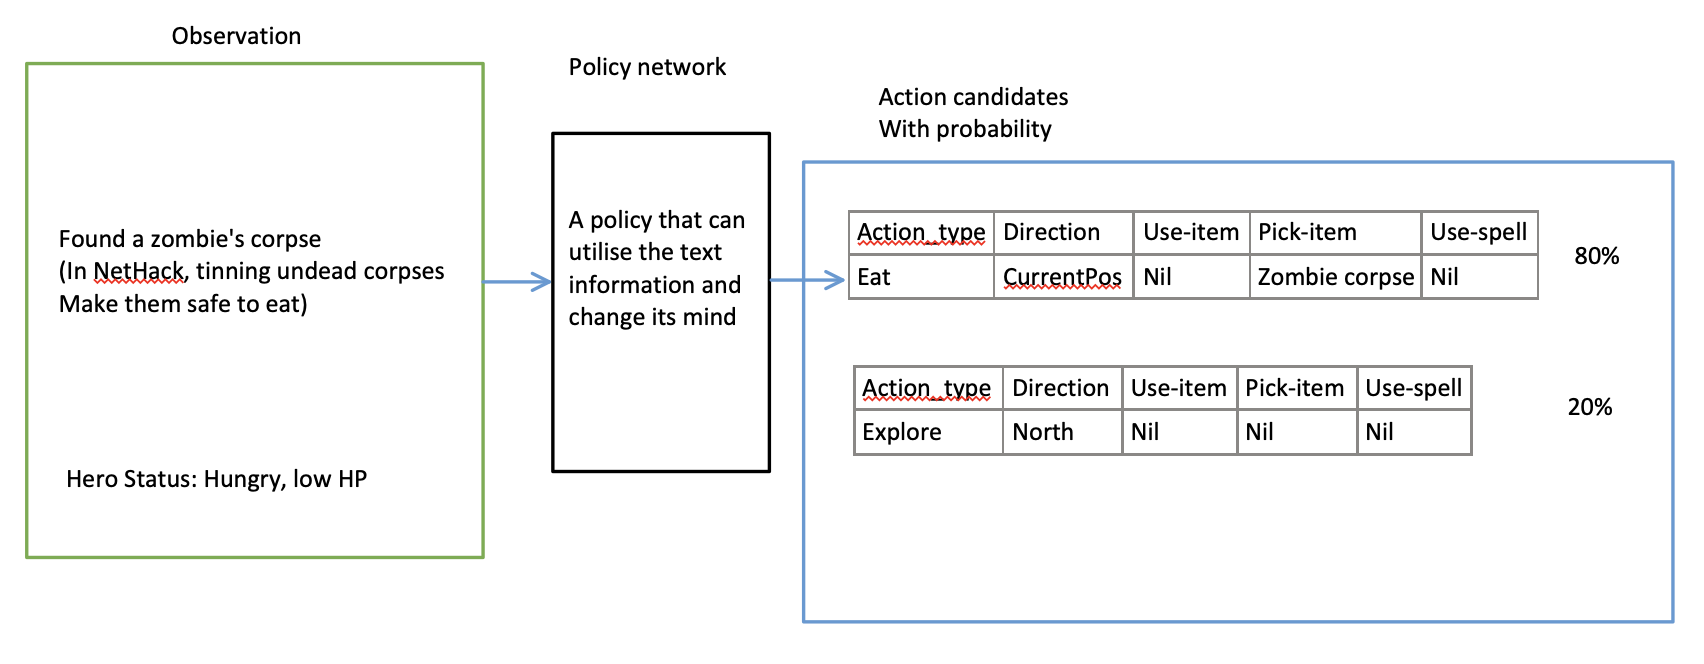 Observation
Found a zombie's corpse
(In NetHack, tinning undead corpses
Make them safe to eat)
Hero Status: Hungry, low HP
Policy network
A policy that can
utilise the text
information and
change its mind
Action candidates
With probability
Action_type Direction Use-item Pick-item Use-spell
Eat CurrentPos Nil Zombie corpse Nil
80%
Action_type Direction Use-item Pick-item Use-spell
Explore North Nil Nil Nil
20%